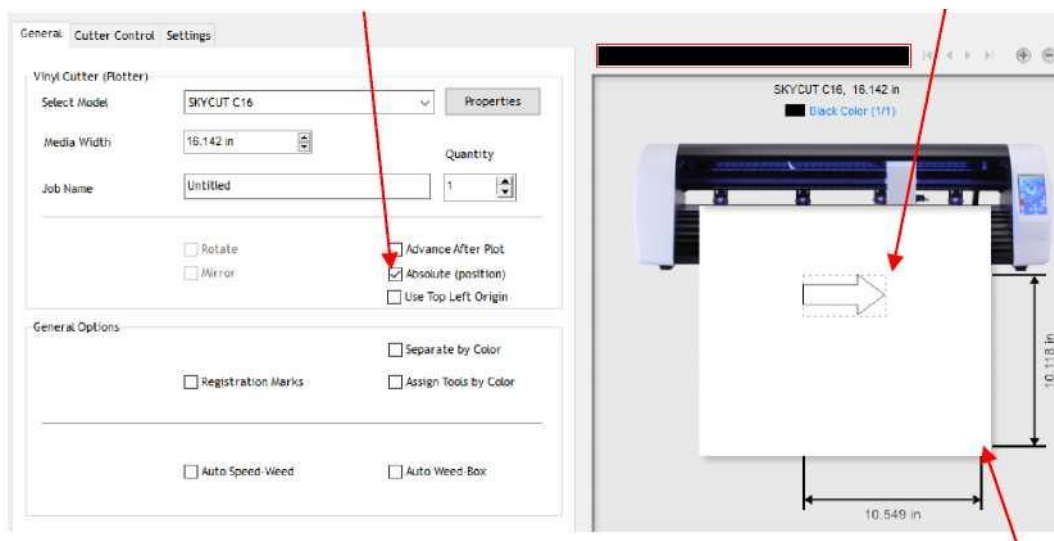 General Cutter Control Settings
Vinyl Cutter (Plotter)
Select Model SKYCUT C16 Properties
Media Width 16.142 in
Quantity
Job Name Untitled 1
Rotate Advance After Plot
Mirror Absolute (position)
Use Top Left Origin
General Options
Separate by Color
Registration Marks Assign Tools by Color
Auto Speed-Weed Auto Weed-Box
SKYCUT C16, 16.142 in
Black Color (1/1)
10.118 in
10.549 in